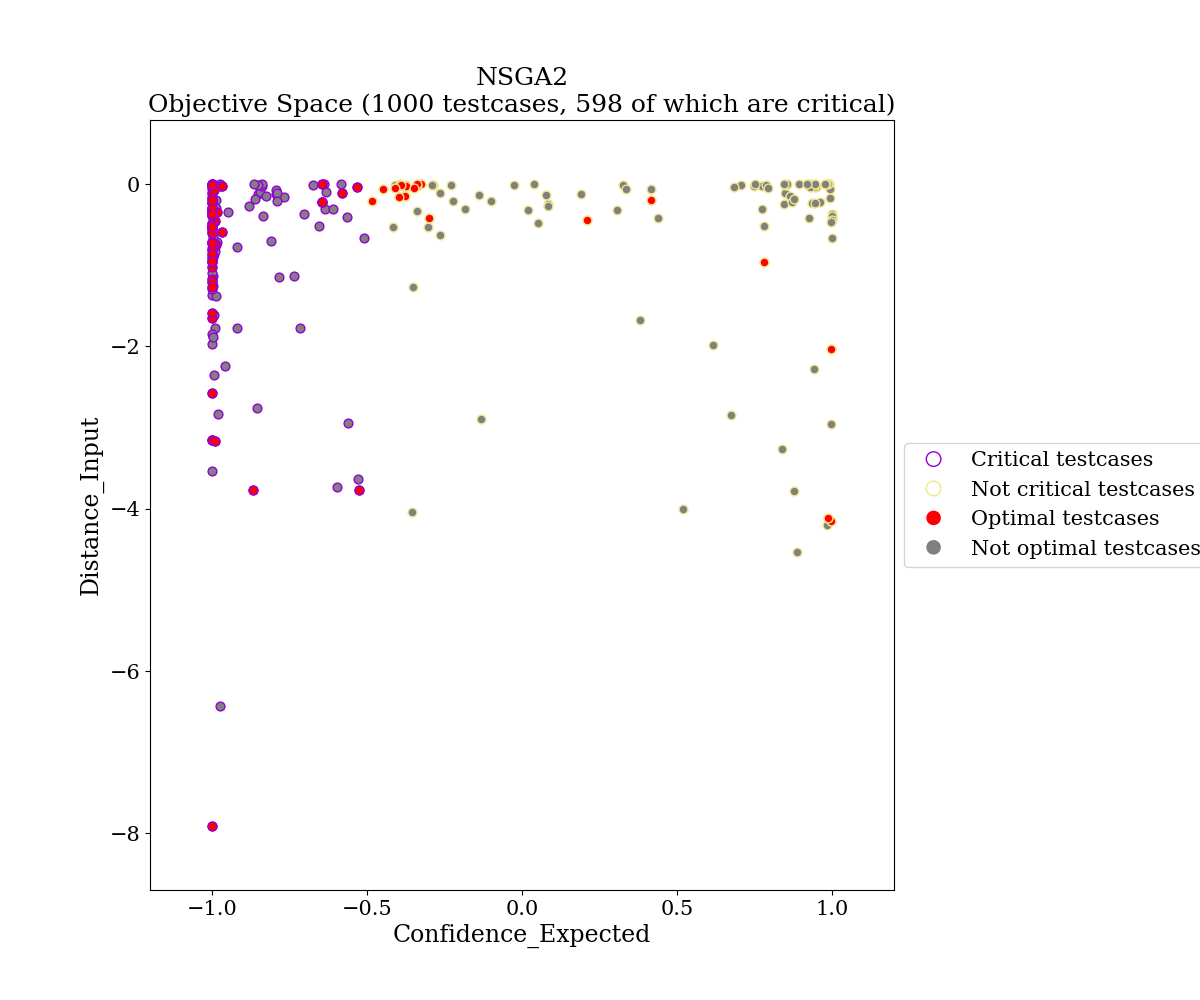 NSGA2
Objective Space (1000 testcases, 598 of which are critical)
0
−2
−4
−6
−8
Distance_Input
−1.0
−0.5
0.0
0.5
1.0
Confidence_Expected
Critical testcases
Not critical testcases
Optimal testcases
Not optimal testcases